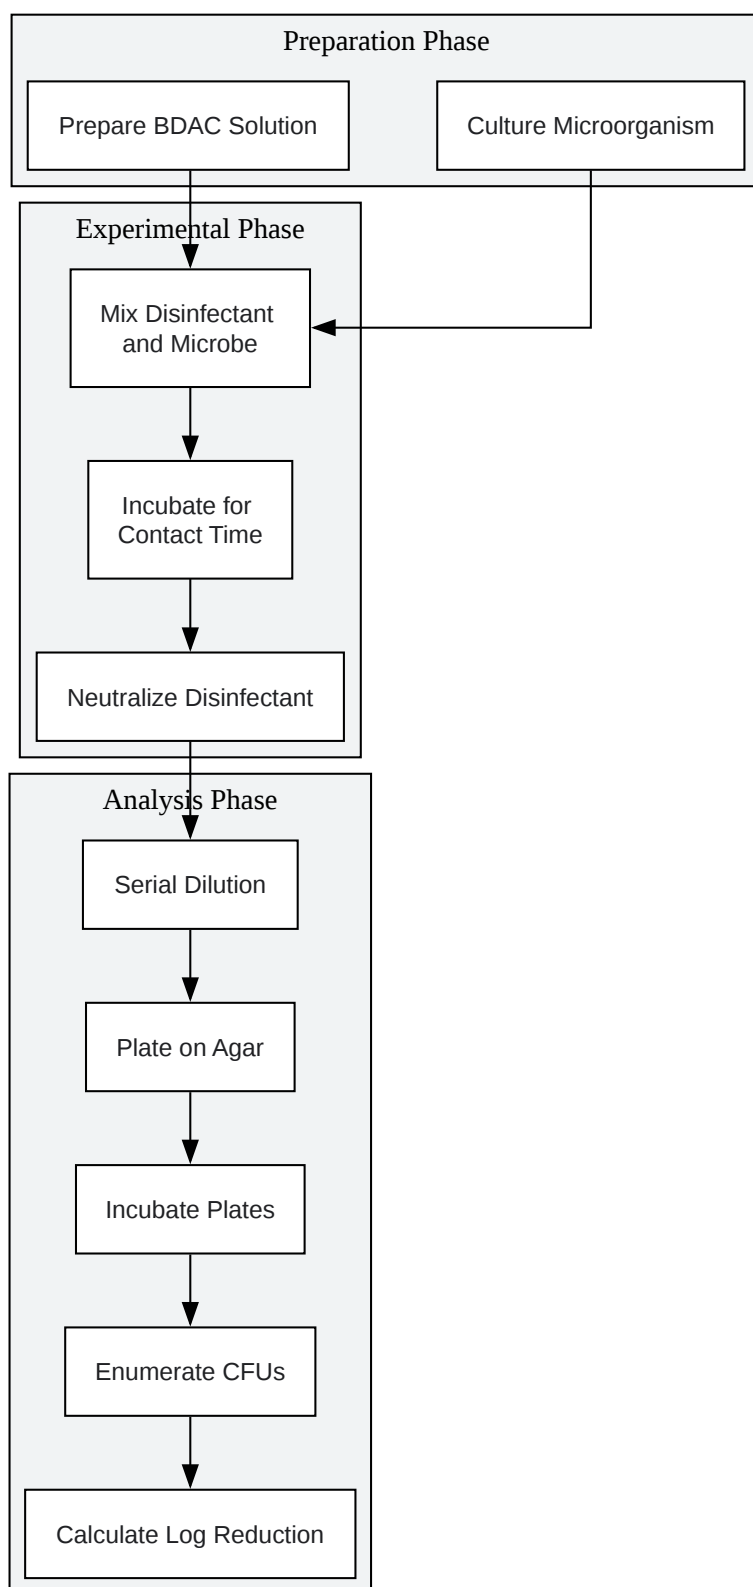 Preparation Phase
Prepare BDAC Solution
Culture Microorganism
Experimental Phase
Mix Disinfectant
and Microbe
Incubate for
Contact Time
Neutralize Disinfectant
Analysis Phase
Serial Dilution
Plate on Agar
Incubate Plates
Enumerate CFUs
Calculate Log Reduction